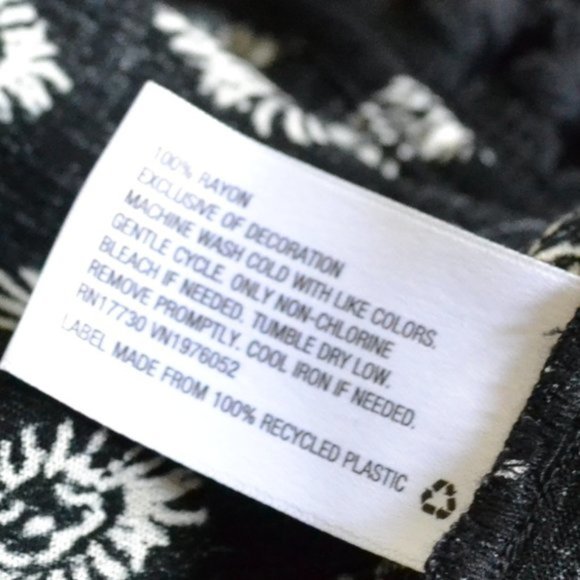 100% RAYON
EXCLUSIVE OF DECORATION
MACHINE WASH COLD WITH LIKE COLORS.
GENTLE CYCLE. ONLY NON-CHLORINE
BLEACH IF NEEDED. TUMBLE DRY LOW.
REMOVE PROMPTLY. COOL IRON IF NEEDED.
RN17730 VN1976052
LABEL MADE FROM 100% RECYCLED PLASTIC